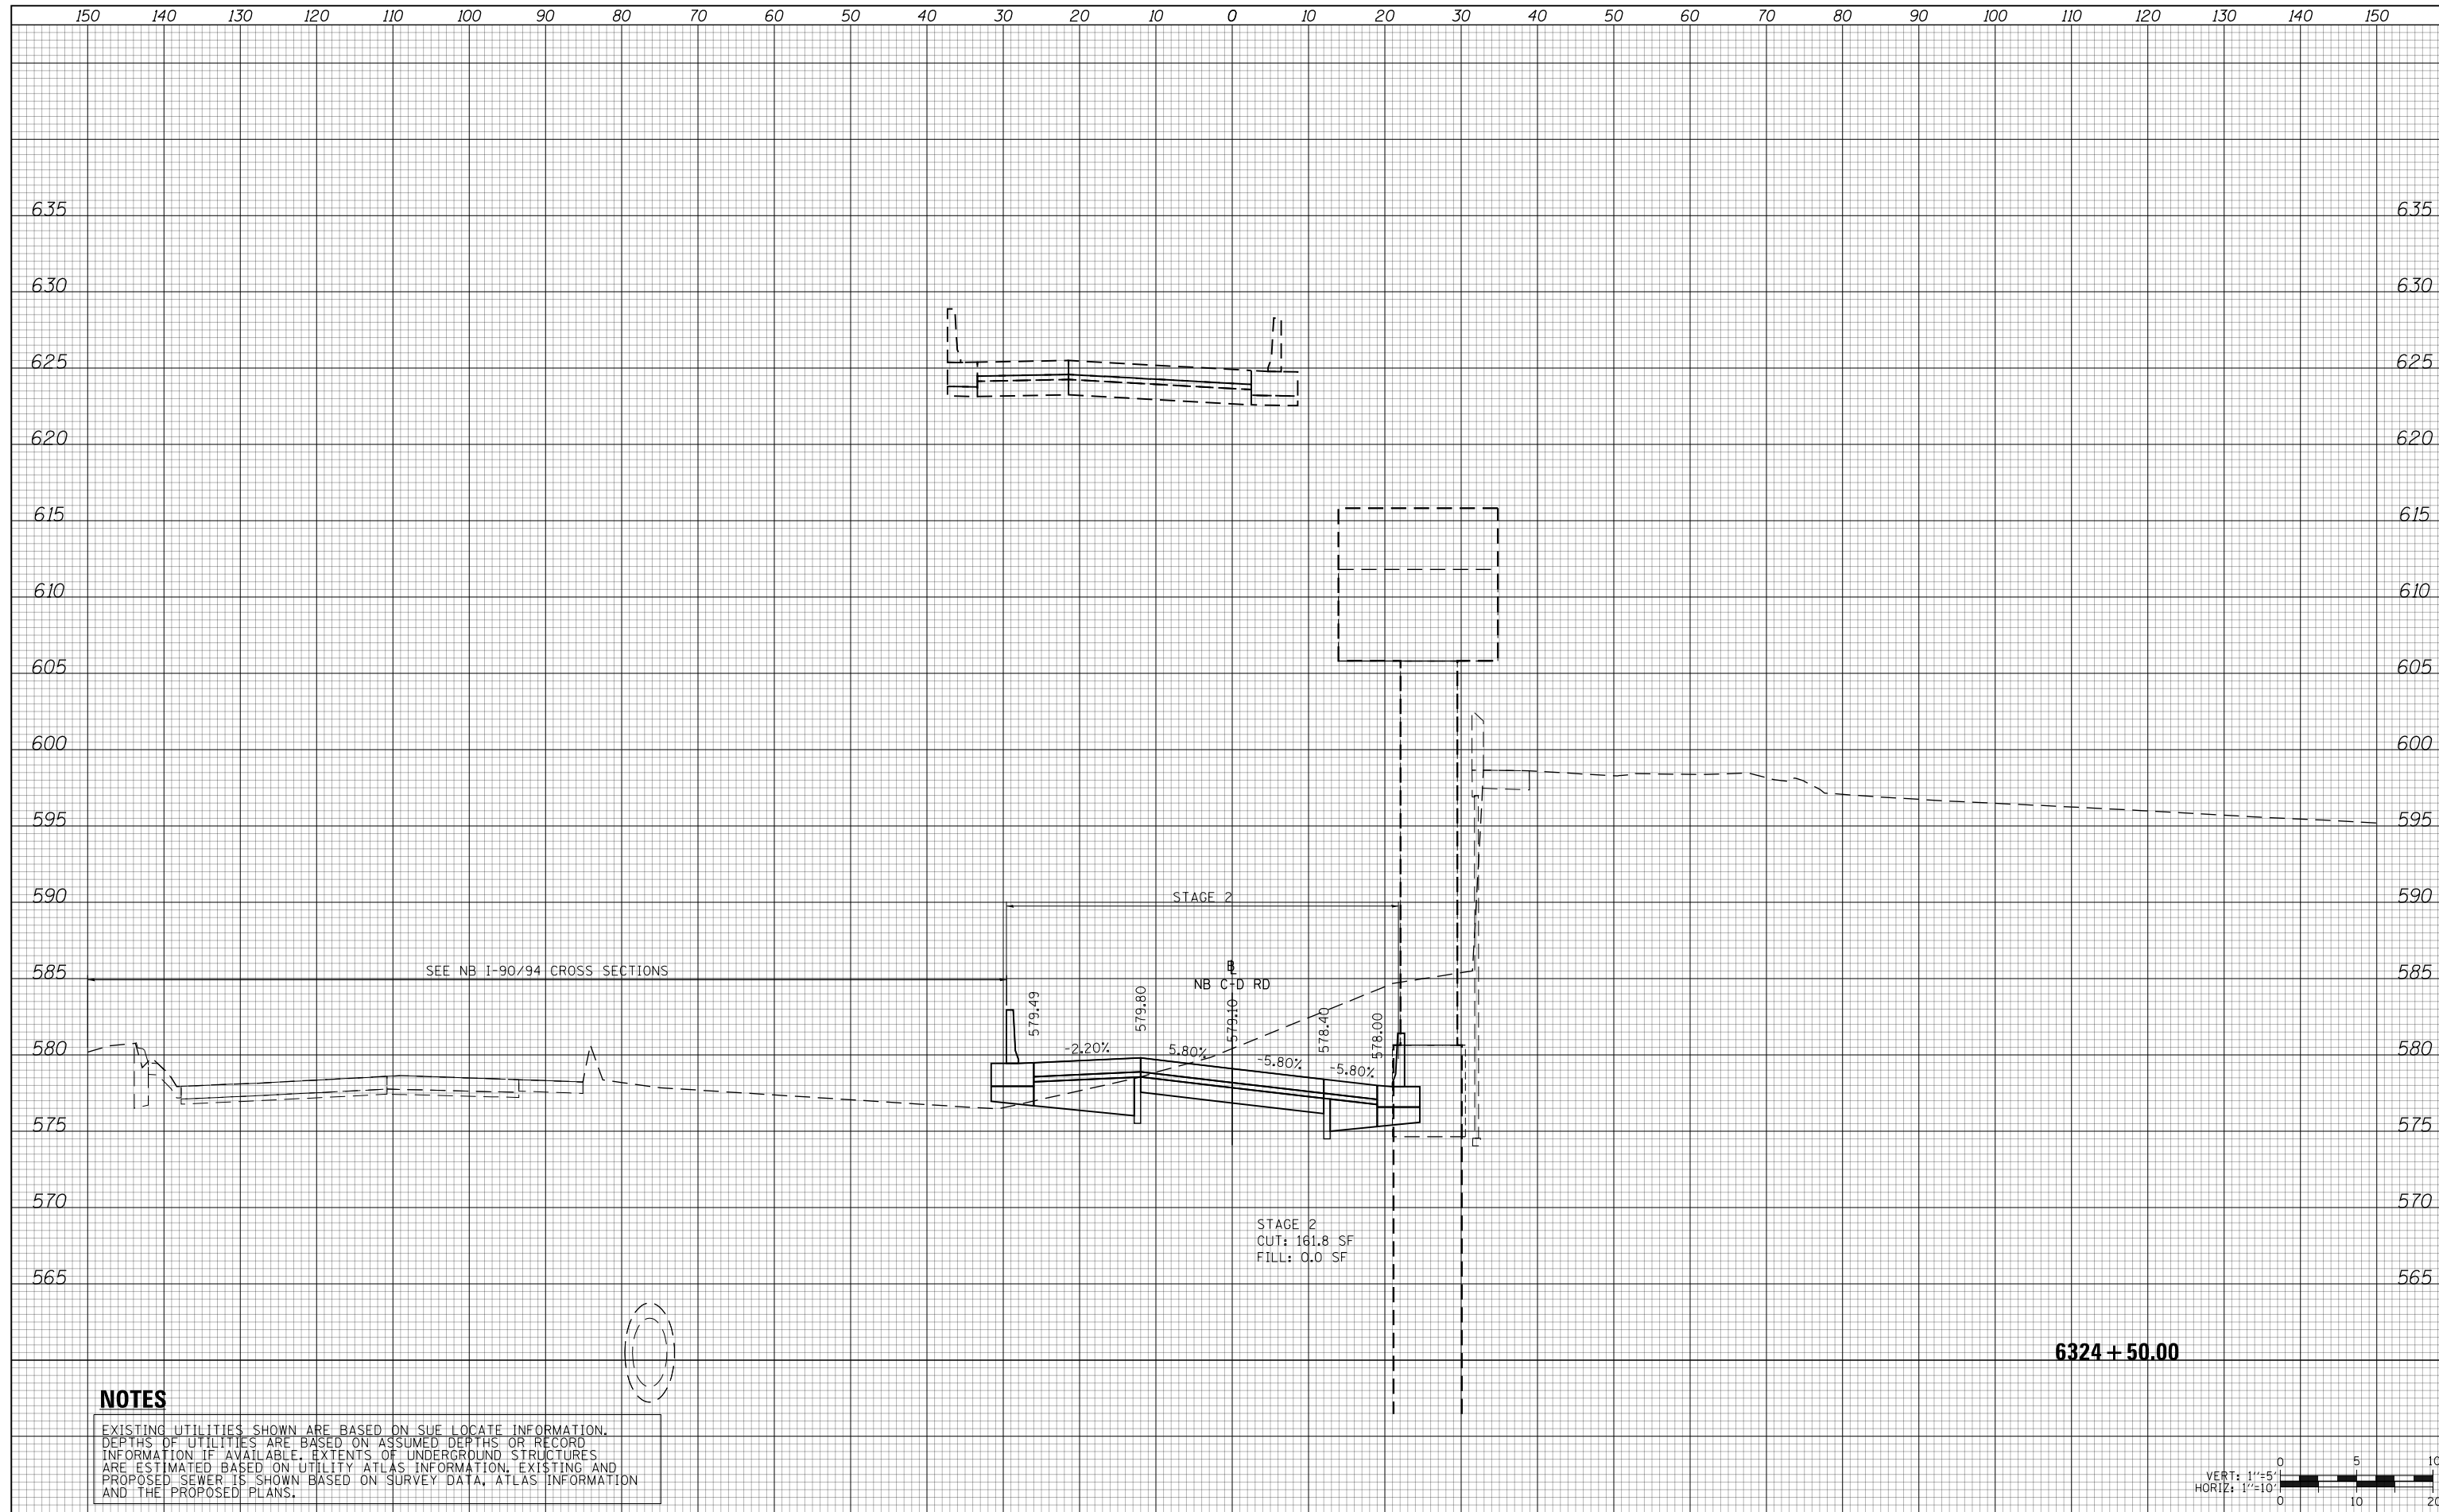 150 140 130 120 110 100 90 80 70 60 50 40 30 20 10 0 10 20 30 40 50 60 70 80 90 100 110 120 130 140 150
635 635
630 630
625 625
620 620
615 615
610 610
605 605
600 600
595 595
590 STAGE 2 590
585 SEE NB I-90/94 CROSS SECTIONS 585
NB C-D RD
579.49 579.80 579.10 578.40 578.00
580 -2.20% 5.80% -5.80% -5.80% 580
575 575
570 570
STAGE 2
CUT: 161.8 SF
FILL: 0.0 SF
565 565
6324+50.00
NOTES
EXISTING UTILITIES SHOWN ARE BASED ON SUE LOCATE INFORMATION.
DEPTHS OF UTILITIES ARE BASED ON ASSUMED DEPTHS OR RECORD
INFORMATION IF AVAILABLE. EXTENTS OF UNDERGROUND STRUCTURES
ARE ESTIMATED BASED ON UTILITY ATLAS INFORMATION. EXISTING AND
PROPOSED SEWER IS SHOWN BASED ON SURVEY DATA, ATLAS INFORMATION
AND THE PROPOSED PLANS.
0 5 10
VERT: 1"=5'
HORIZ: 1"=10'
0 10 20